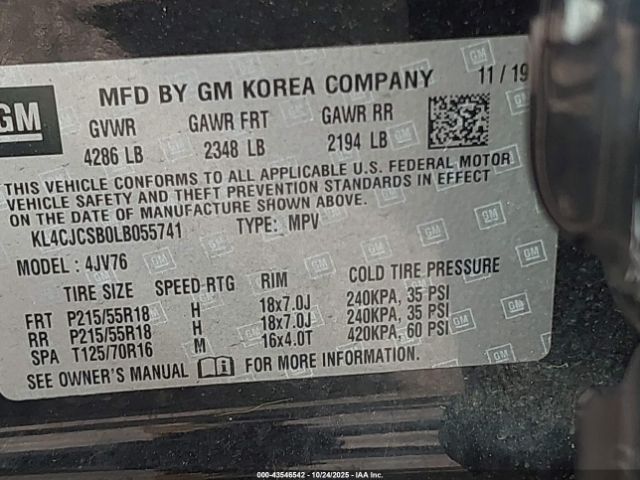 GM
MFD BY GM KOREA COMPANY 11 / 19
GVWR GAWR FRT GAWR RR
4286 LB 2348 LB 2194 LB
THIS VEHICLE CONFORMS TO ALL APPLICABLE U.S. FEDERAL MOTOR
VEHICLE SAFETY AND THEFT PREVENTION STANDARDS IN EFFECT
ON THE DATE OF MANUFACTURE SHOWN ABOVE.
KL4CJCSB0LB055741 TYPE: MPV
MODEL : 4JV76
TIRE SIZE SPEED RTG RIM COLD TIRE PRESSURE
FRT P215/55R18 H 18x7.0J 240KPA, 35 PSI
RR P215/55R18 H 18x7.0J 240KPA, 35 PSI
SPA T125/70R16 M 16x4.0T 420KPA, 60 PSI
SEE OWNER'S MANUAL FOR MORE INFORMATION.
000-43546542 - 10/24/2025 - IAAI.com